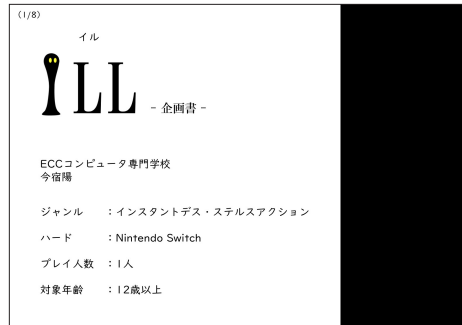 (1/8)
イル
ILL
- 企画書 -
ECCコンピュータ専門学校
今宿陽
ジャンル ：インスタントデス・ステルスアクション
ハード ：Nintendo Switch
プレイ人数 ：1人
対象年齢 ：12歳以上